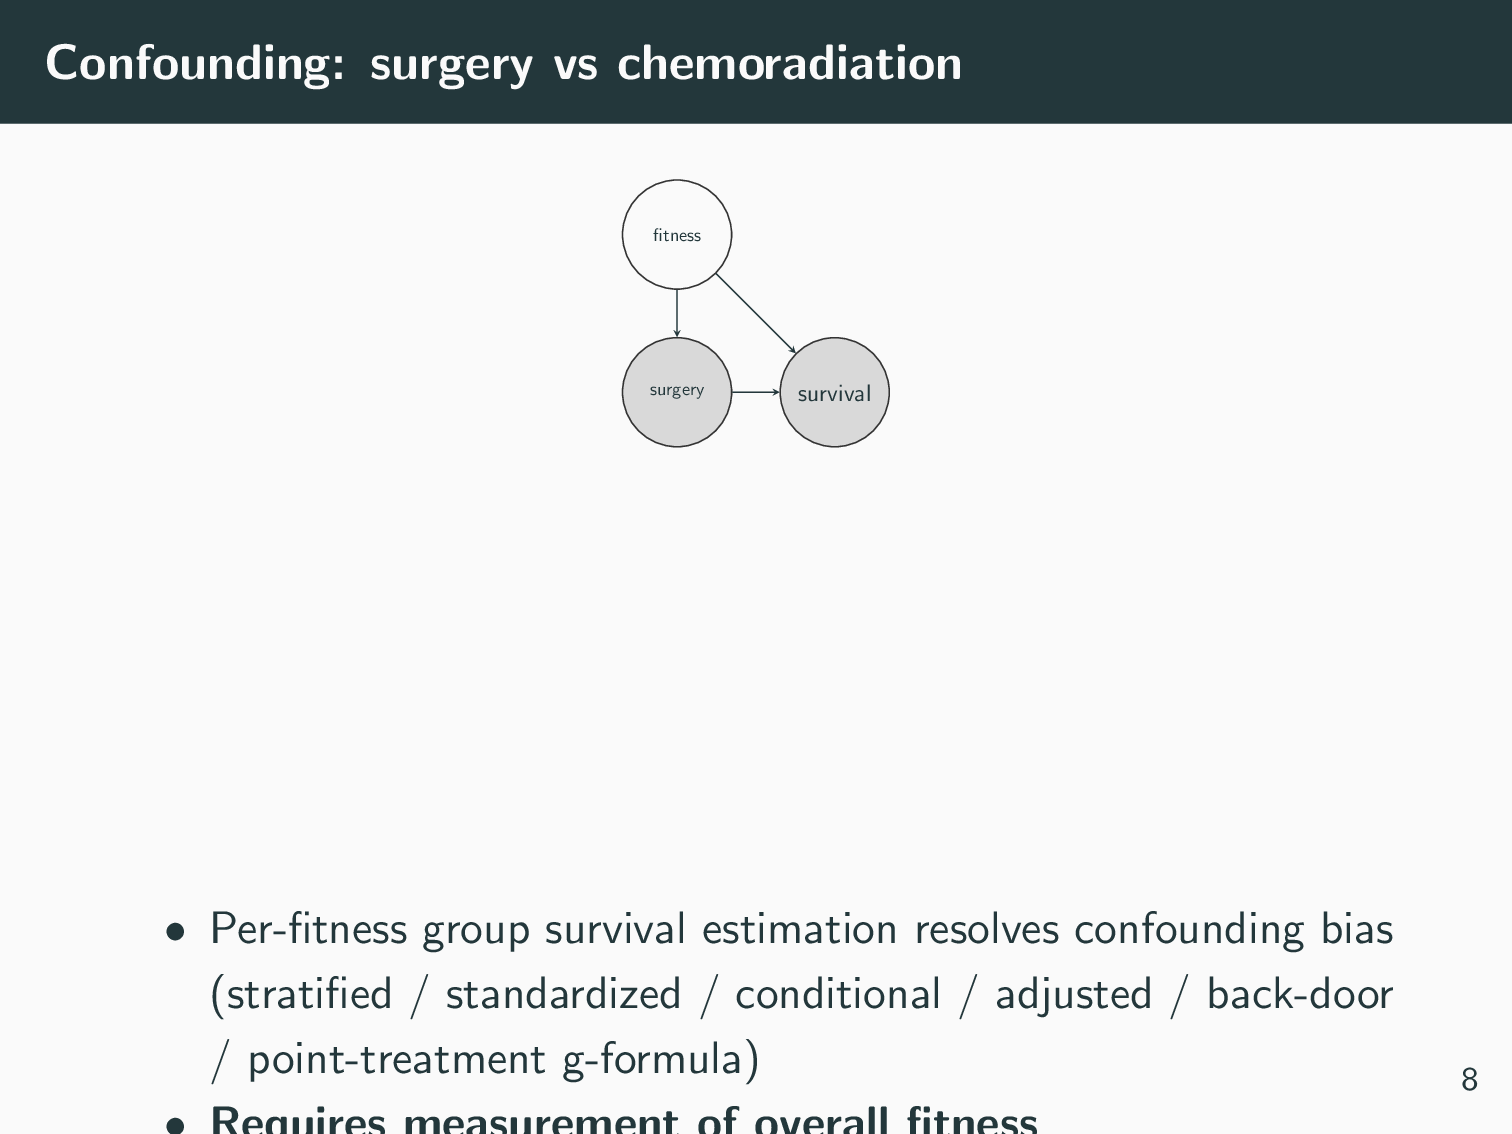 Confounding: surgery vs chemoradiation
fitness
surgery
survival
• Per-fitness group survival estimation resolves confounding bias
(stratified / standardized / conditional / adjusted / back-door
/ point-treatment g-formula)
• Requires measurement of overall fitness
8